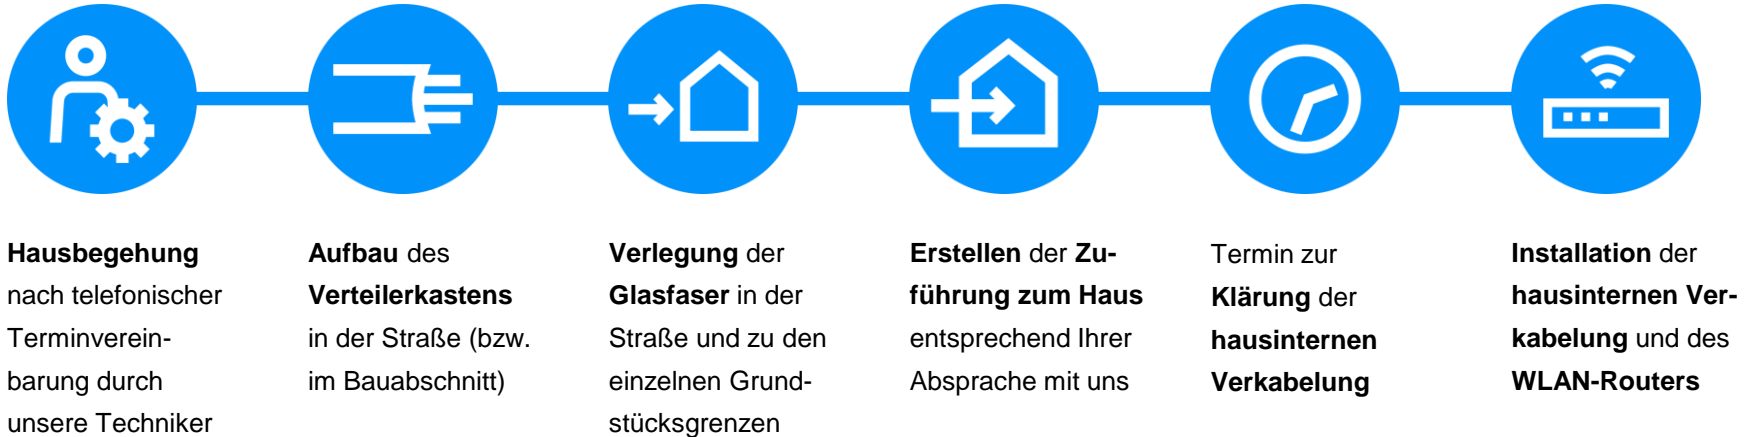 Hausbegehung
nach telefonischer
Terminverein-
barung durch
unsere Techniker
Aufbau des
Verteilerkastens
in der Straße (bzw.
im Bauabschnitt)
Verlegung der
Glasfaser in der
Straße und zu den
einzelnen Grund-
stücksgrenzen
Erstellen der Zu-
führung zum Haus
entsprechend Ihrer
Absprache mit uns
Termin zur
Klärung der
hausinternen
Verkabelung
Installation der
hausinternen Ver-
kabelung und des
WLAN-Routers